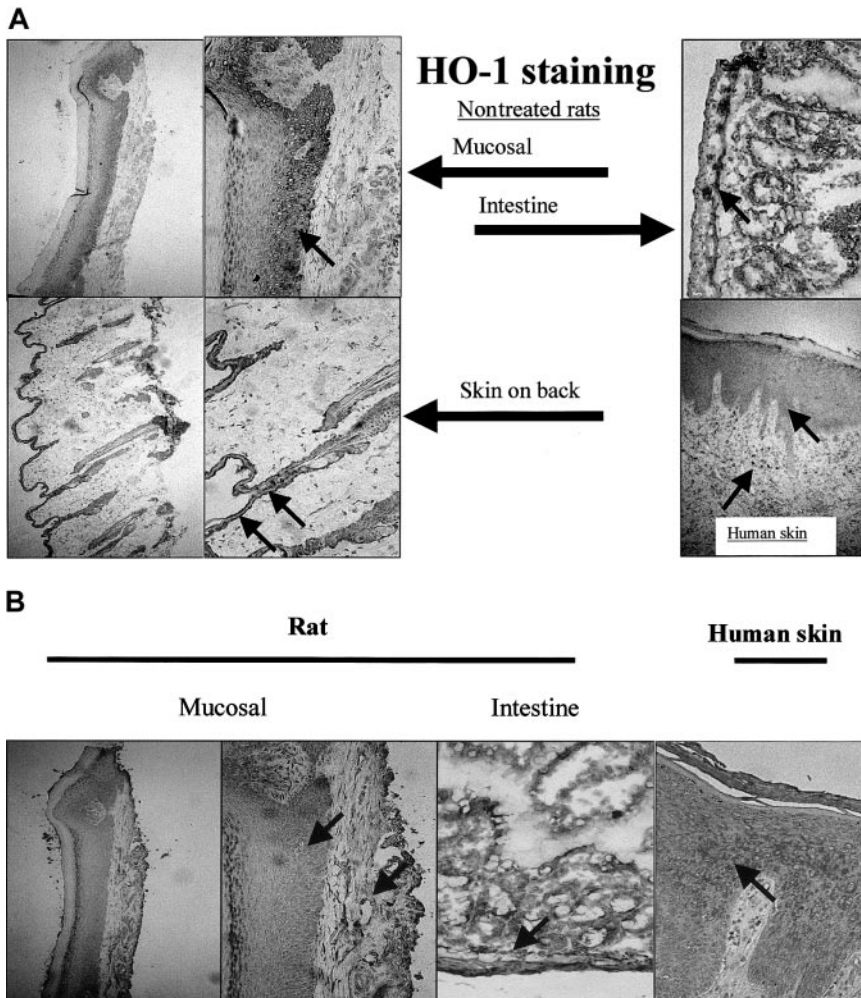 A
HO-1 staining
Nontreated rats
Mucosal
Intestine
Skin on back
Human skin
B
Rat
Human skin
Mucosal
Intestine